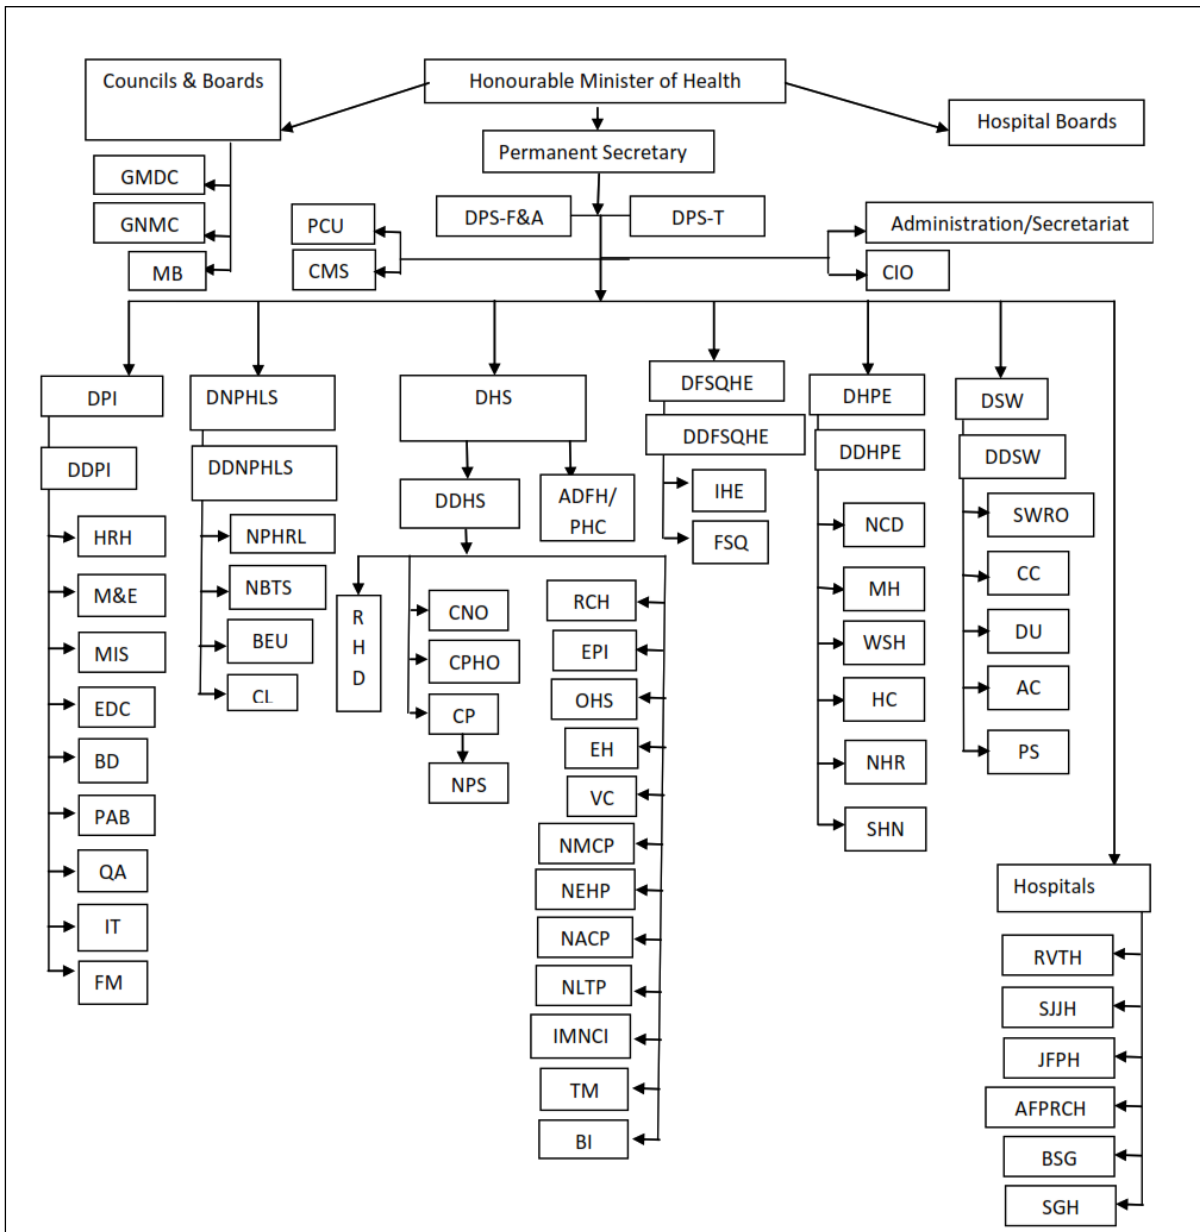 Councils & Boards
Honourable Minister of Health
Hospital Boards
Permanent Secretary
GMDC
GNMC
MB
DPS-F&A
DPS-T
PCU
CMS
Administration/Secretariat
CIO
DPI
DDPI
HRH
M&E
MIS
EDC
BD
PAB
QA
IT
FM
DNPHLS
DDNPHLS
NPHRL
NBTS
BEU
CL
DHS
DDHS
ADFH/
PHC
R
H
D
CNO
CPHO
CP
NPS
RCH
EPI
OHS
EH
VC
NMCP
NEHP
NACP
NLTP
IMNCI
TM
BI
DFSQHE
DDFSQHE
IHE
FSQ
DHPE
DDHPE
NCD
MH
WSH
HC
NHR
SHN
DSW
DDSW
SWRO
CC
DU
AC
PS
Hospitals
RVTH
SJJH
JFPH
AFPRCH
BSG
SGH